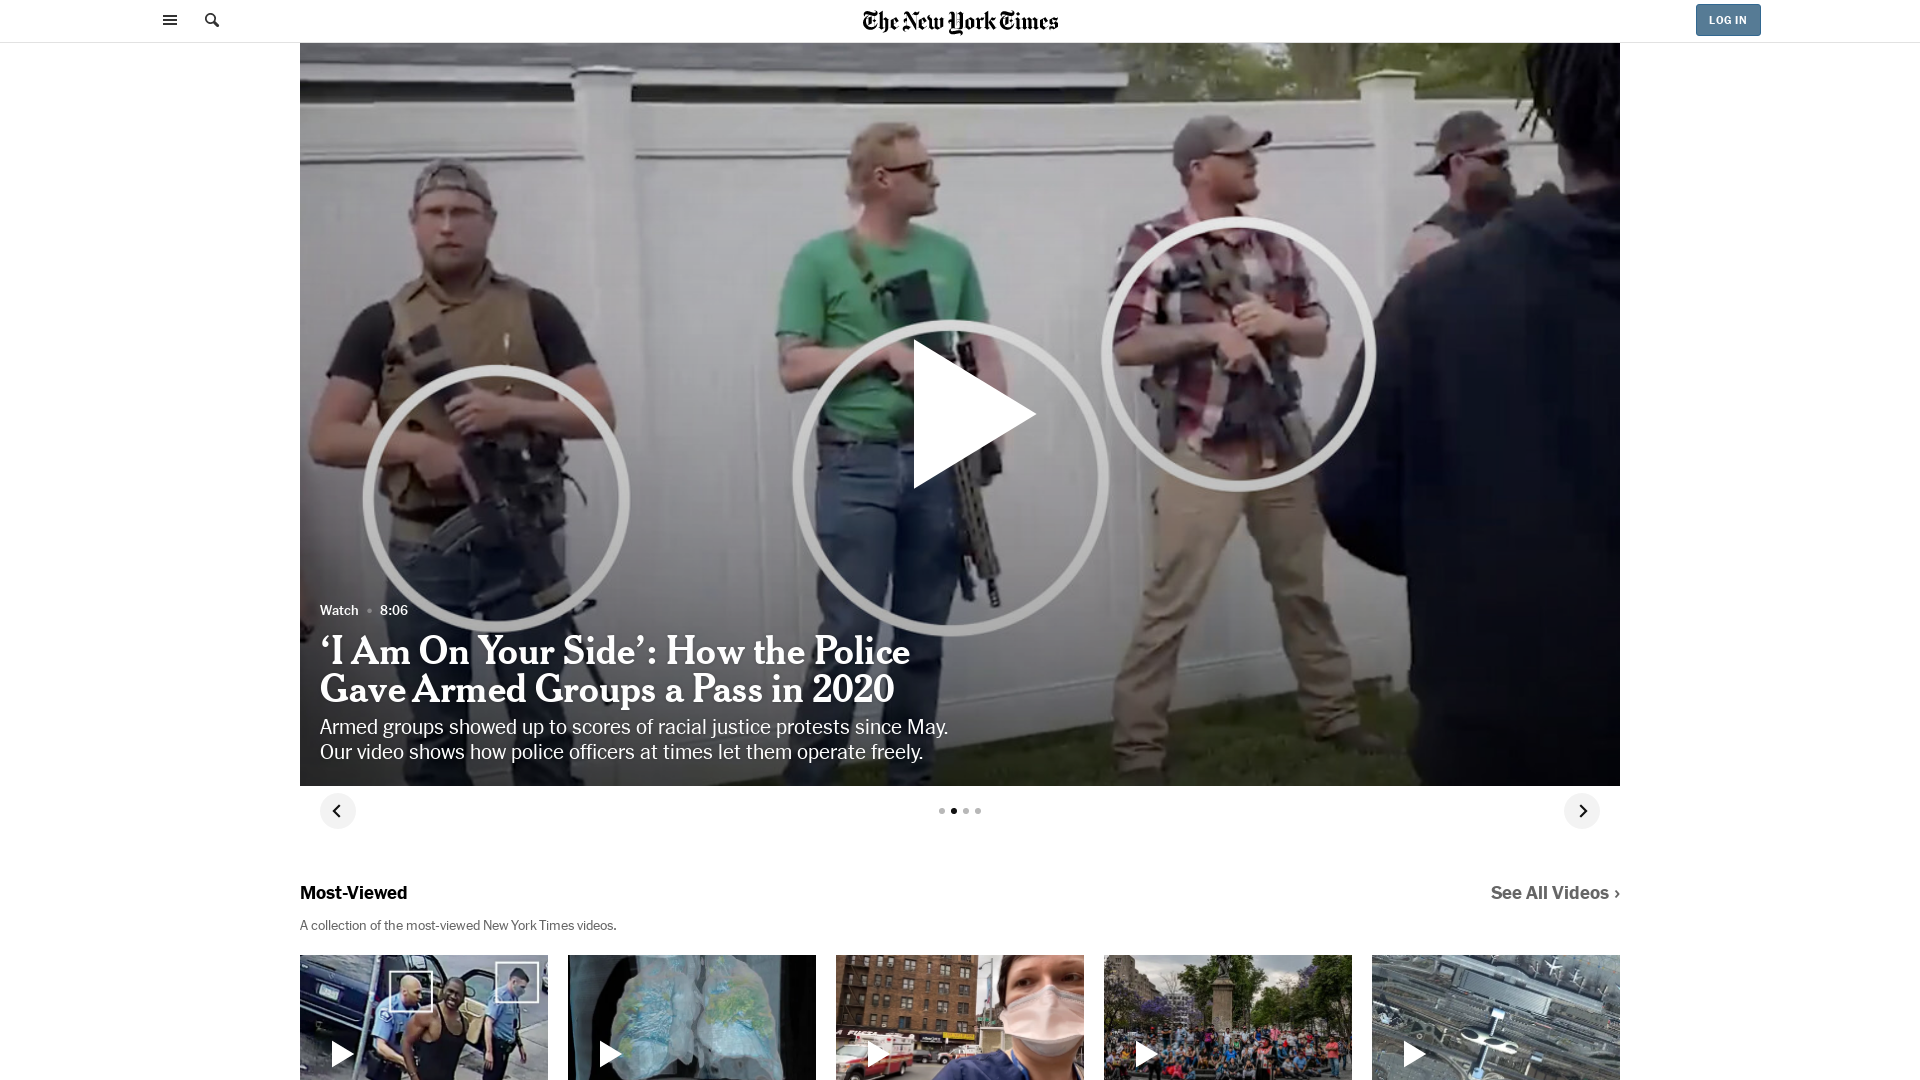 The New York Times
LOG IN
Watch • 8:06
‘I Am On Your Side’: How the Police
Gave Armed Groups a Pass in 2020
Armed groups showed up to scores of racial justice protests since May.
Our video shows how police officers at times let them operate freely.
Most-Viewed
See All Videos ›
A collection of the most-viewed New York Times videos.